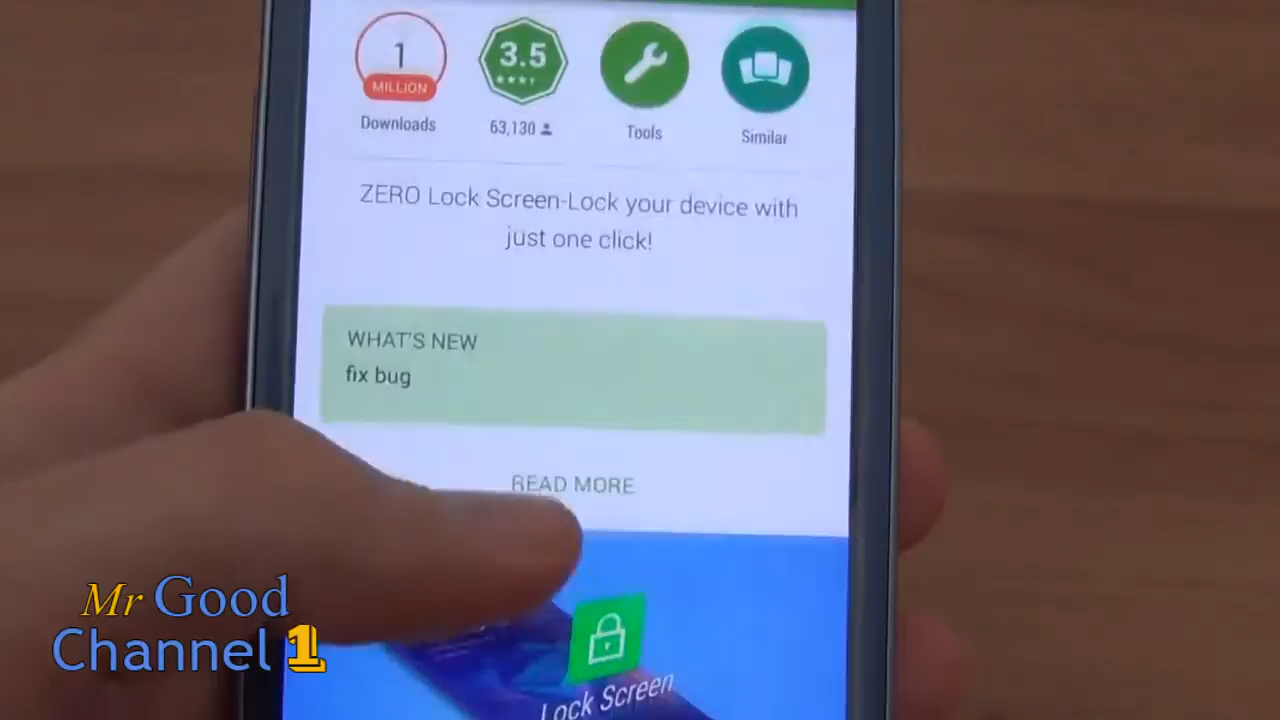 1
MILLION
Downloads
3.5
63,130
Tools
Similar
ZERO Lock Screen-Lock your device with
just one click!
WHAT'S NEW
fix bug
READ MORE
Lock Screen
Mr Good
Channel 1